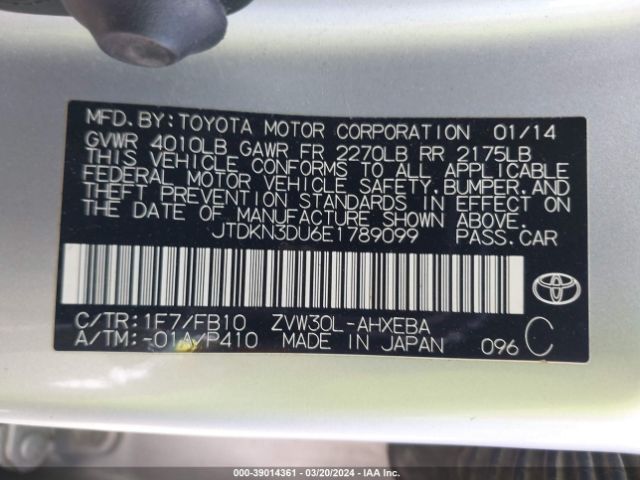 MFD.BY:TOYOTA MOTOR CORPORATION 01/14
GVWR 4010LB GAWR FR 2270LB RR 2175LB
THIS VEHICLE CONFORMS TO ALL APPLICABLE
FEDERAL MOTOR VEHICLE SAFETY,BUMPER,AND
THEFT PREVENTION STANDARDS IN EFFECT ON
THE DATE OF MANUFACTURE SHOWN ABOVE.
JTDKN3DU6E1789099 PASS.CAR
C/TR:1F7/FB10 ZVW30L-AHXEBA
A/TM:-01A/P410 MADE IN JAPAN 096 C
000-39014361 | 03/20/2024 | IAA Inc.